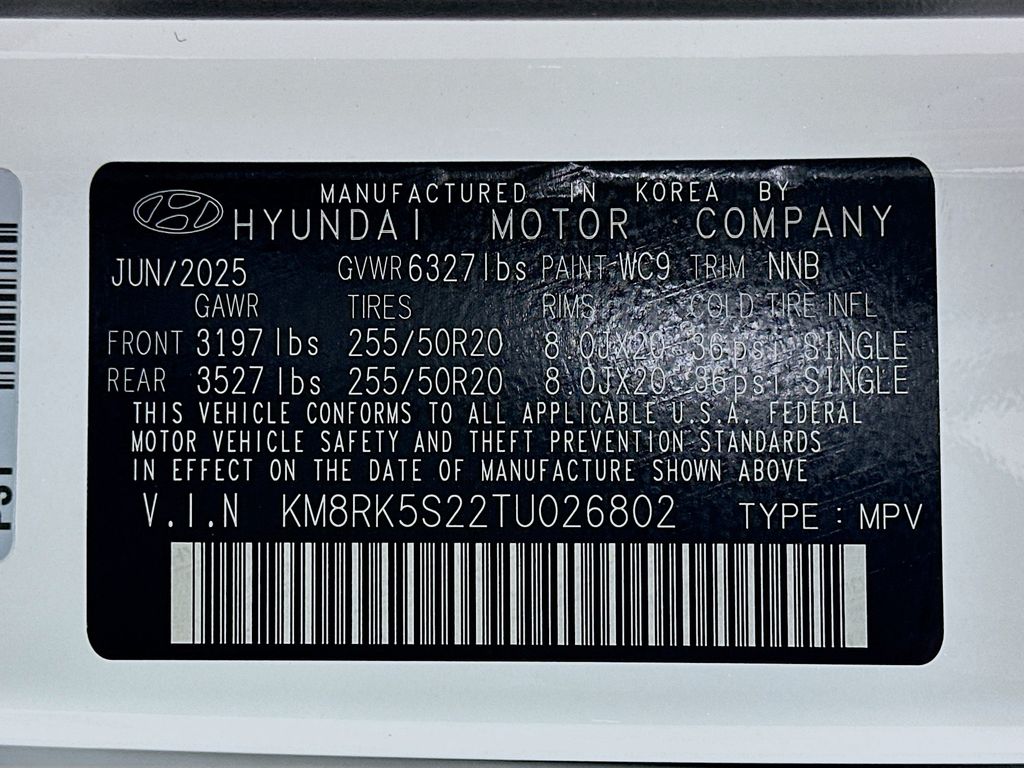 MANUFACTURED IN KOREA BY
HYUNDAI MOTOR COMPANY
JUN/2025 GVWR 6327lbs PAINT WC9 TRIM NNB
GAWR TIRES RIMS COLD TIRE INFL
FRONT 3197lbs 255/50R20 8.0JX20 36psi SINGLE
REAR 3527lbs 255/50R20 8.0JX20 36psi SINGLE
THIS VEHICLE CONFORMS TO ALL APPLICABLE U.S.A. FEDERAL
MOTOR VEHICLE SAFETY AND THEFT PREVENTION STANDARDS
IN EFFECT ON THE DATE OF MANUFACTURE SHOWN ABOVE
V.I.N KM8RK5S22TU026802 TYPE : MPV